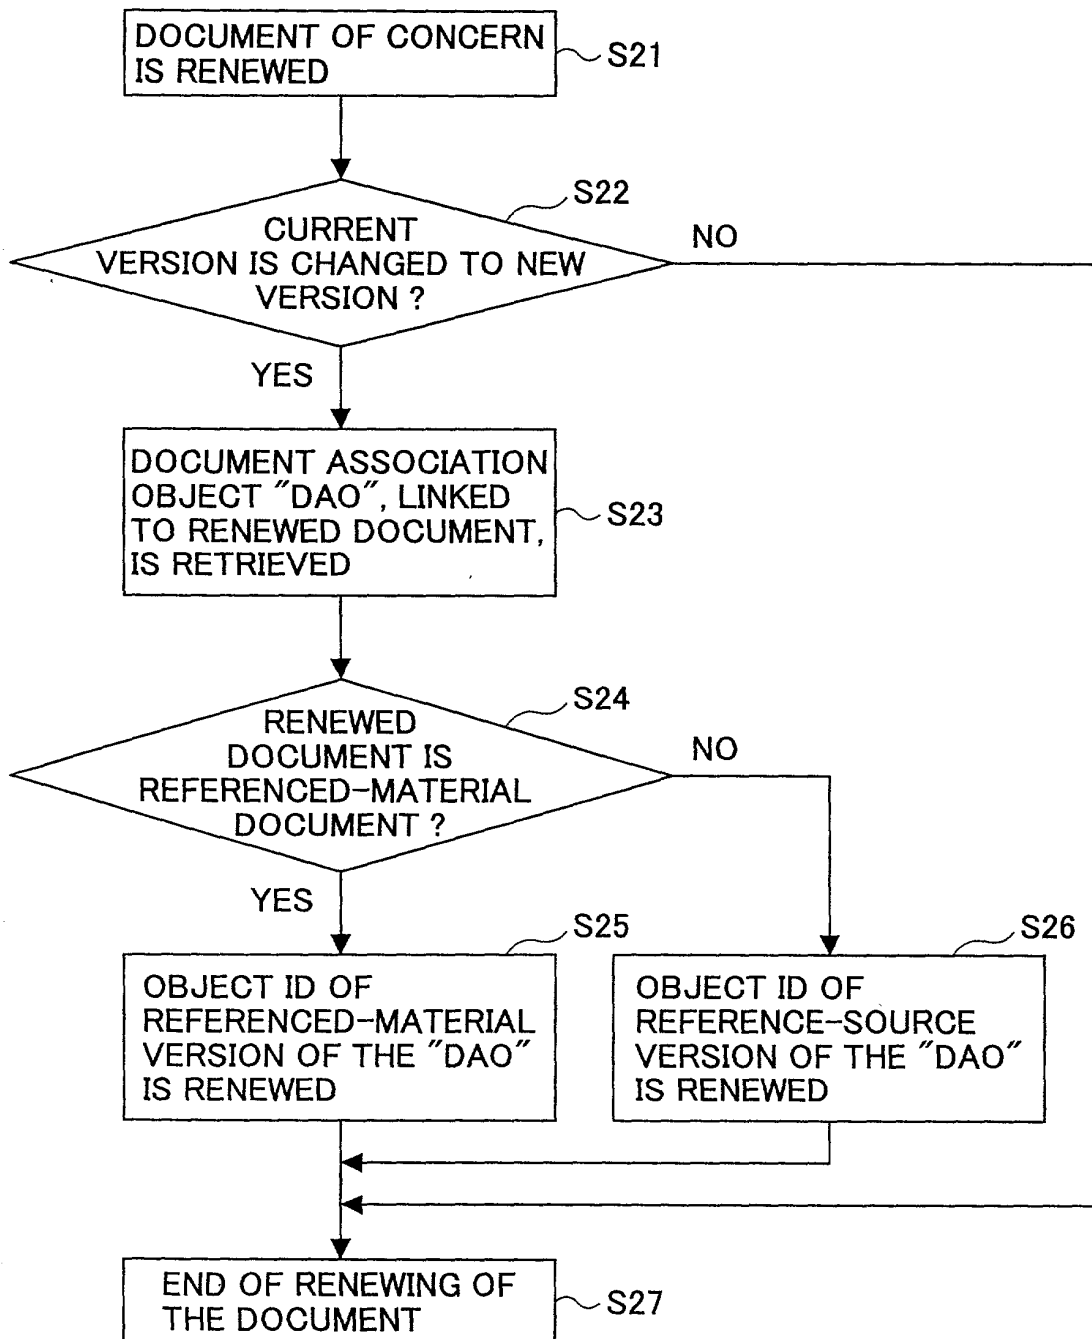 DOCUMENT OF CONCERN
IS RENEWED
S21
S22
CURRENT
VERSION IS CHANGED TO NEW
VERSION ?
NO
YES
DOCUMENT ASSOCIATION
OBJECT "DAO", LINKED
TO RENEWED DOCUMENT,
IS RETRIEVED
S23
S24
RENEWED
DOCUMENT IS
REFERENCED-MATERIAL
DOCUMENT ?
NO
YES
S25
OBJECT ID OF
REFERENCED-MATERIAL
VERSION OF THE "DAO"
IS RENEWED
S26
OBJECT ID OF
REFERENCE-SOURCE
VERSION OF THE "DAO"
IS RENEWED
END OF RENEWING OF
THE DOCUMENT
S27